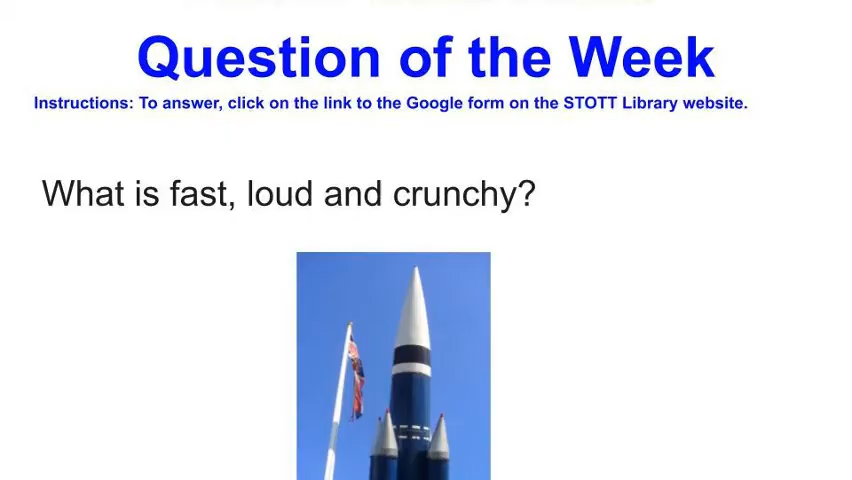 Question of the Week
Instructions: To answer, click on the link to the Google form on the STOTT Library website.
What is fast, loud and crunchy?